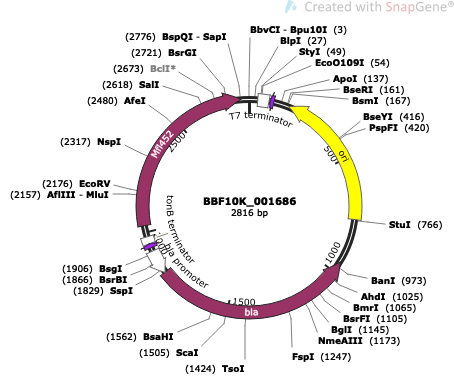 Created with SnapGene®
(2776) BspQI - SapI
BbvCI - Bpu10I (3)
(2721) BsrGI
BlpI (27)
(2673) BclI*
StyI (49)
(2618) SalI
EcoO109I (54)
(2480) AfeI
ApoI (137)
BseRI (161)
BsmI (167)
T7 terminator
2500
Mfl452
(2317) NspI
BseYI (416)
PspFI (420)
500
ori
(2176) EcoRV
(2157) AflIII - MluI
BBF10K_001686
2816 bp
StuI (766)
tonB terminator
bla promoter
2000
1000
(1906) BsgI
(1866) BsrBI
(1829) SspI
BanI (973)
AhdI (1025)
BmrI (1065)
BsrFI (1105)
BglI (1145)
NmeAIII (1173)
FspI (1247)
1500
bla
(1562) BsaHI
(1505) ScaI
(1424) TsoI